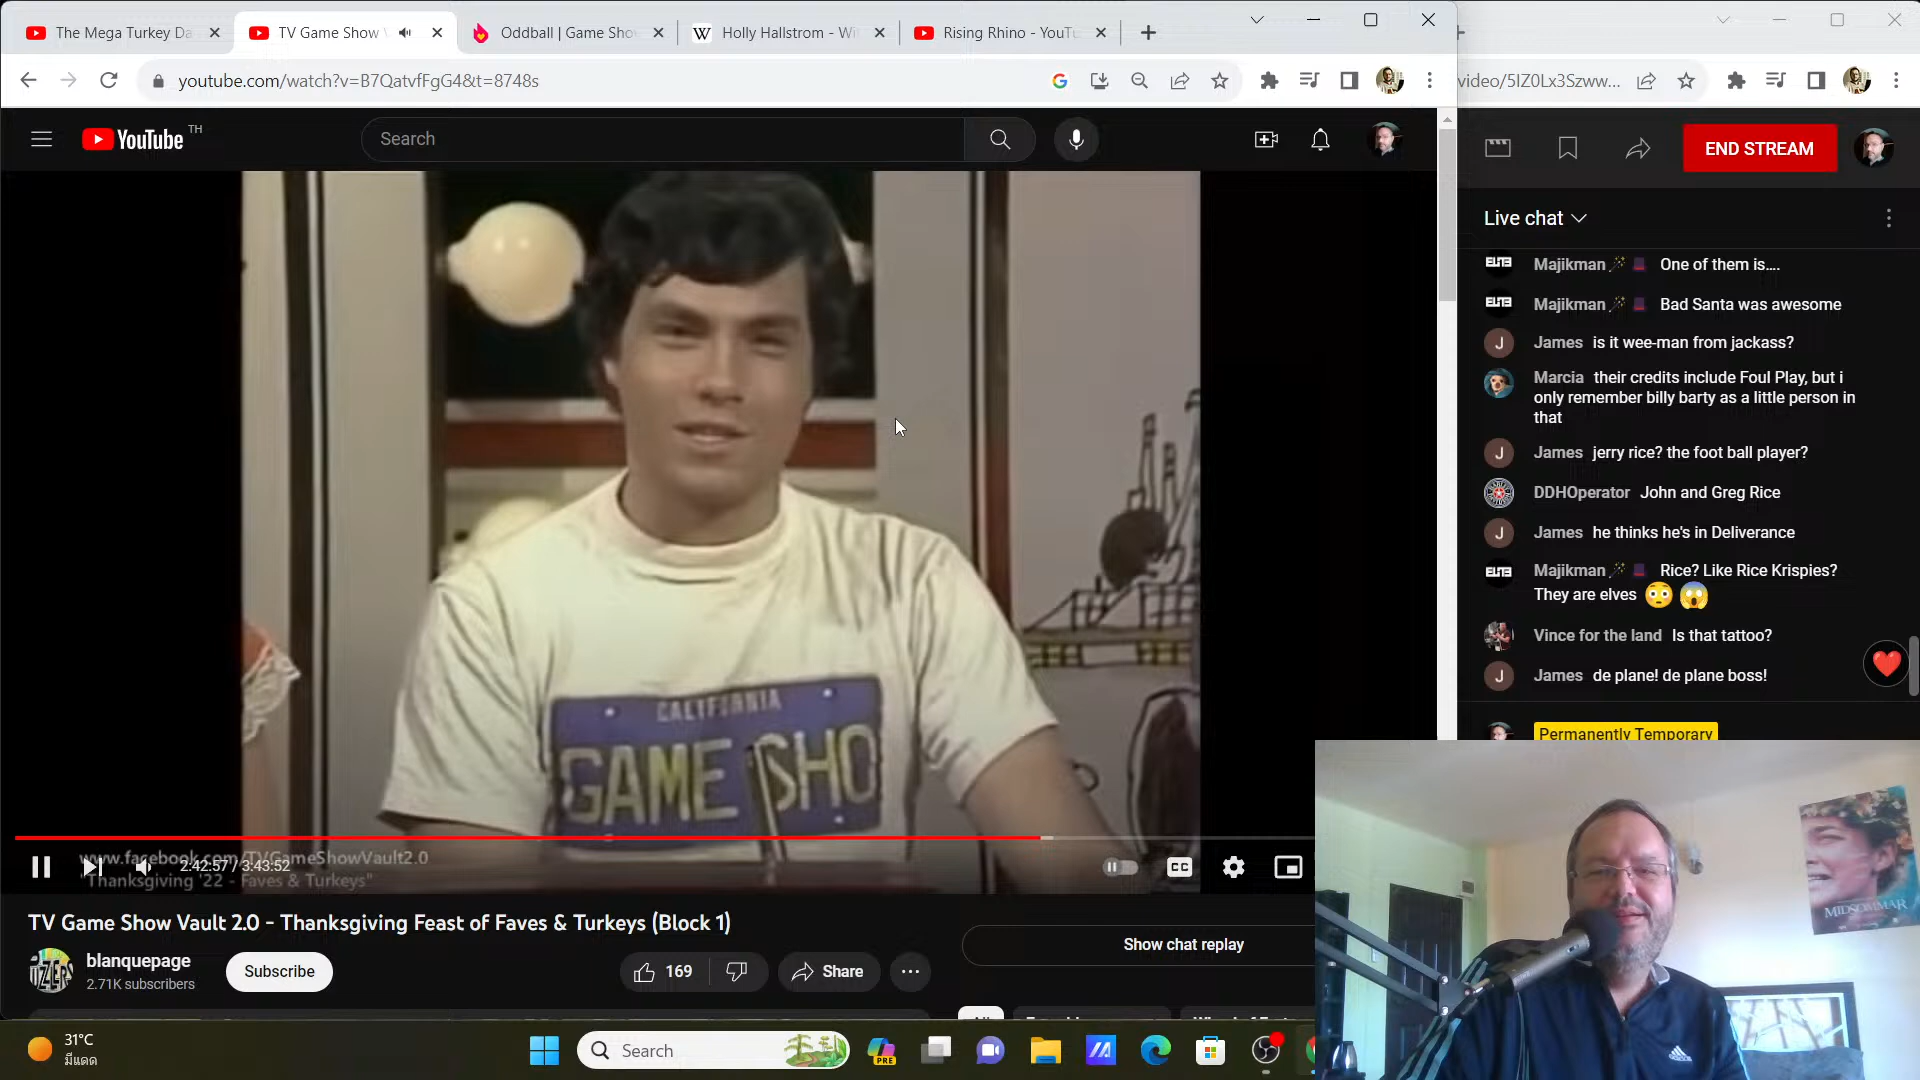 The Mega Turkey Da
TV Game Show
Oddball | Game Sho
Holly Hallstrom - Wi
Rising Rhino - YouTu
youtube.com/watch?v=B7QatvfFgG4&t=8748s
video/5IZ0Lx3Szww...
YouTube TH
Search
END STREAM
Live chat
Majikman One of them is....
Majikman Bad Santa was awesome
James is it wee-man from jackass?
Marcia their credits include Foul Play, but i
only remember billy barty as a little person in
that
James jerry rice? the foot ball player?
DDHOperator John and Greg Rice
James he thinks he's in Deliverance
Majikman Rice? Like Rice Krispies?
They are elves 😳 😱
Vince for the land Is that tattoo?
James de plane! de plane boss!
Permanently Temporary
CALIFORNIA
GAME SHO
www.facebook.com/TVGameShowVault2.0
2:42:57 / 3:43:52
"Thanksgiving '22 - Faves & Turkeys"
CC
TV Game Show Vault 2.0 - Thanksgiving Feast of Faves & Turkeys (Block 1)
blanquepage
2.71K subscribers
Subscribe
169
Share
Show chat replay
MIDSOMMAR
31°C
มีแดด
Search
PRE